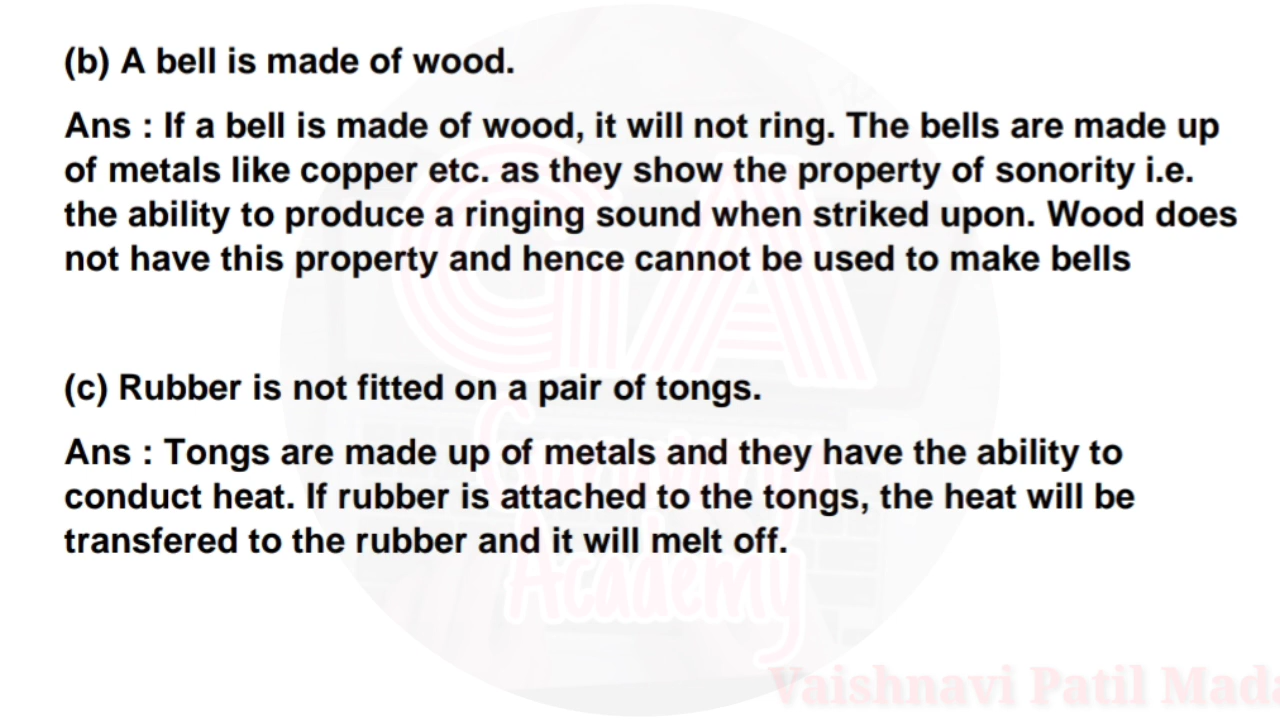 (b) A bell is made of wood.
Ans : If a bell is made of wood, it will not ring. The bells are made up
of metals like copper etc. as they show the property of sonority i.e.
the ability to produce a ringing sound when striked upon. Wood does
not have this property and hence cannot be used to make bells
(c) Rubber is not fitted on a pair of tongs.
Ans : Tongs are made up of metals and they have the ability to
conduct heat. If rubber is attached to the tongs, the heat will be
transfered to the rubber and it will melt off.
GA
Academy
Vaishnavi Patil Mada